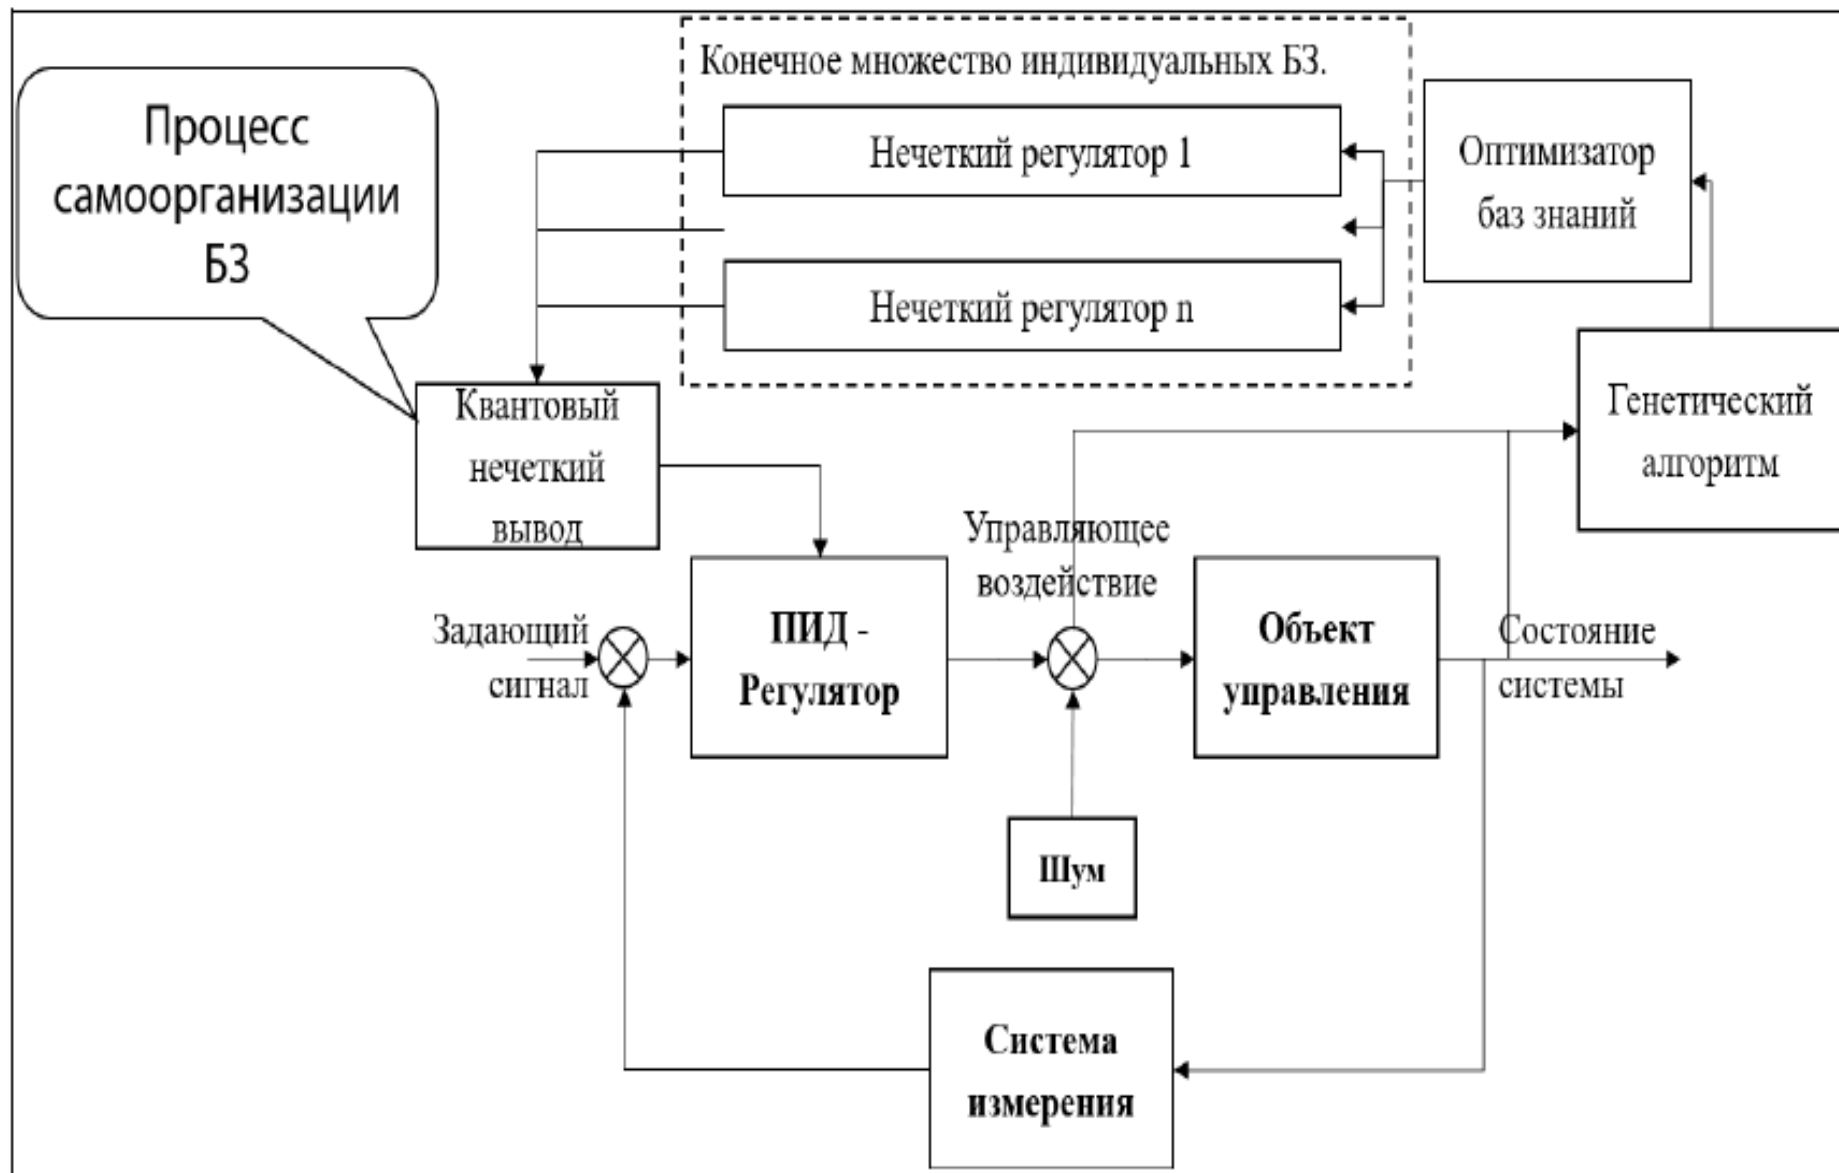 Конечное множество индивидуальных БЗ.
Процесс
самоорганизации
БЗ
Нечеткий регулятор 1
Оптимизатор
баз знаний
Нечеткий регулятор n
Квантовый
нечеткий
вывод
Генетический
алгоритм
Управляющее
воздействие
Задающий
сигнал
ПИД -
Регулятор
Объект
управления
Состояние
системы
Шум
Система
измерения